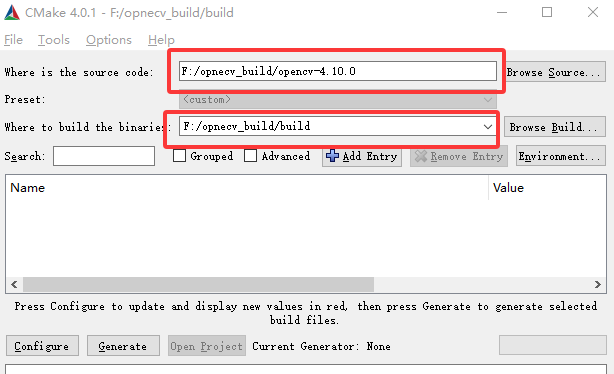 CMake 4.0.1 - F:/opnecv_build/build
File Tools Options Help
Where is the source code: F:/opnecv_build/opencv-4.10.0 Browse Source...
Preset: <custom>
Where to build the binaries: F:/opnecv_build/build Browse Build...
Search: Grouped Advanced Add Entry Remove Entry Environment...
Name Value
Press Configure to update and display new values in red, then press Generate to generate selected
build files.
Configure Generate Open Project Current Generator: None